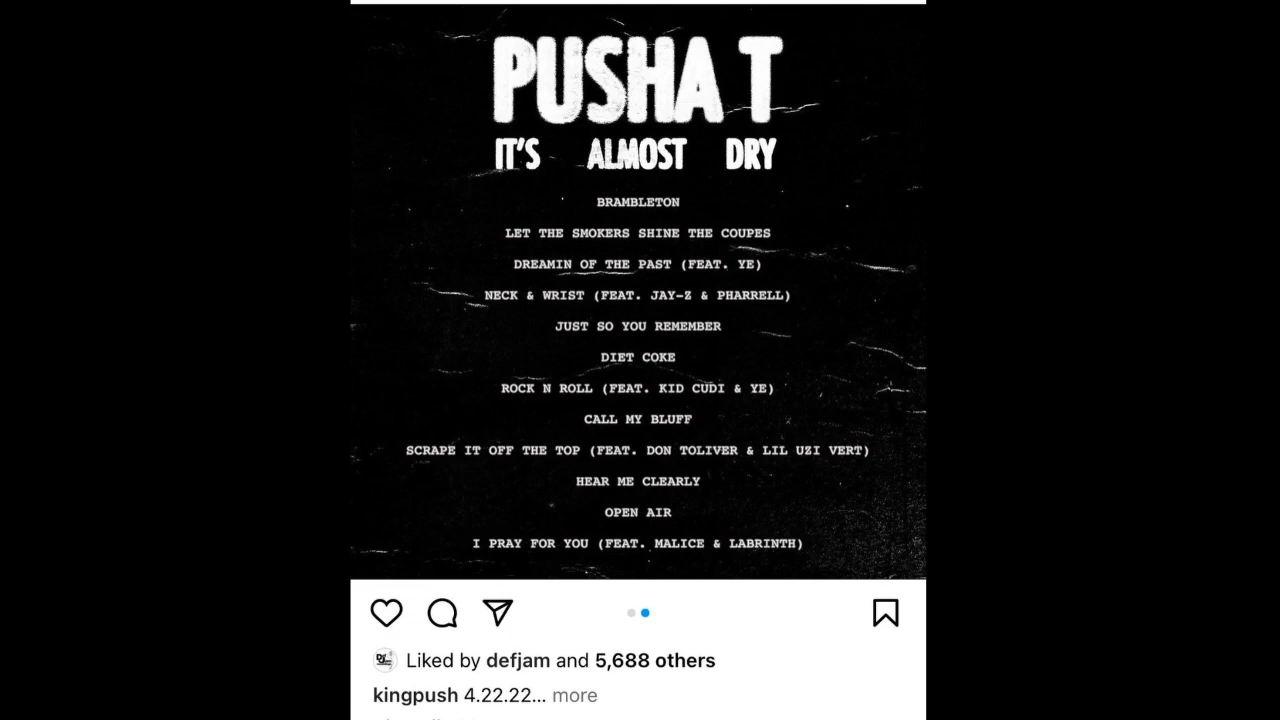 PUSHA T
IT'S ALMOST DRY
BRAMBLETON
LET THE SMOKERS SHINE THE COUPES
DREAMIN OF THE PAST (FEAT. YE)
NECK & WRIST (FEAT. JAY-Z & PHARRELL)
JUST SO YOU REMEMBER
DIET COKE
ROCK N ROLL (FEAT. KID CUDI & YE)
CALL MY BLUFF
SCRAPE IT OFF THE TOP (FEAT. DON TOLIVER & LIL UZI VERT)
HEAR ME CLEARLY
OPEN AIR
I PRAY FOR YOU (FEAT. MALICE & LABRINTH)
Liked by defjam and 5,688 others
kingpush 4.22.22... more